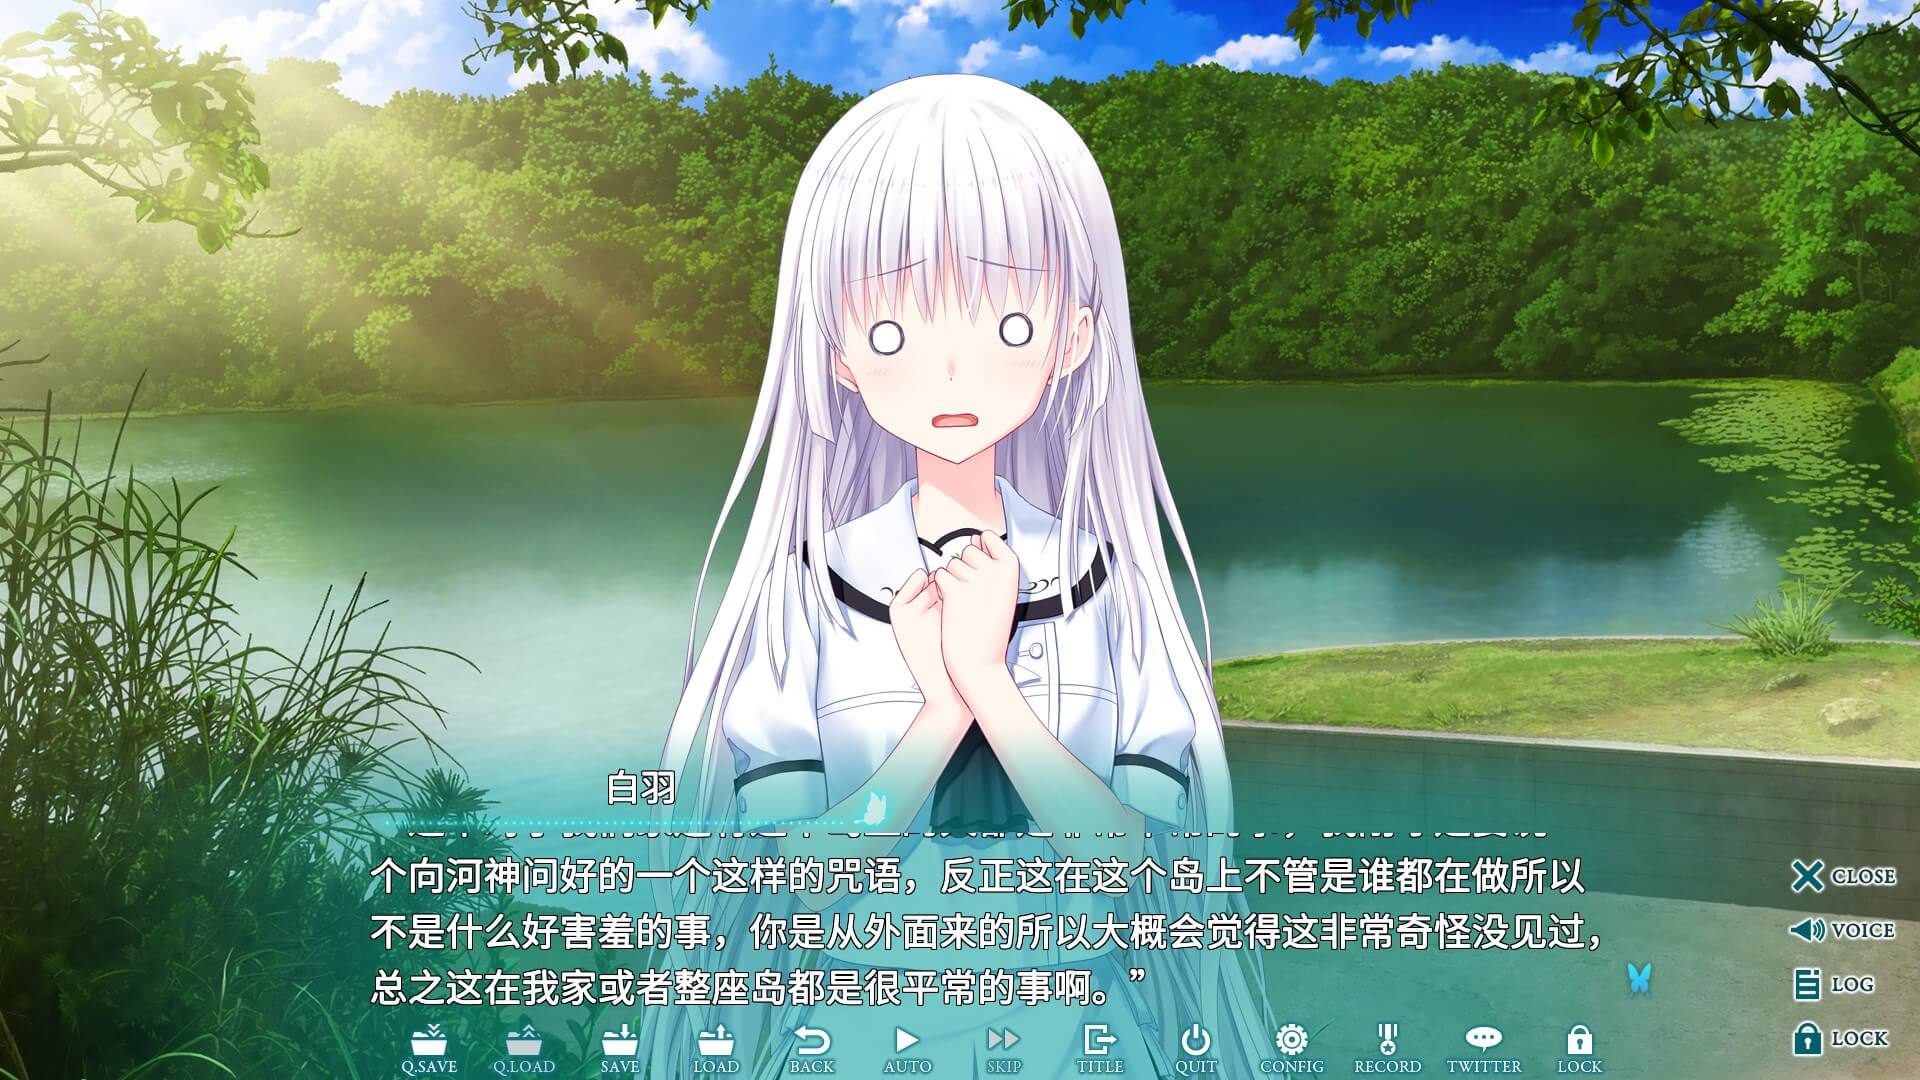 白羽
个向河神问好的一个这样的咒语，反正这在这个岛上不管是谁都在做所以
不是什么好害羞的事，你是从外面来的所以大概会觉得这非常奇怪没见过，
总之这在我家或者整座岛都是很平常的事啊。”
CLOSE
VOICE
LOG
LOCK
Q.SAVE
Q.LOAD
SAVE
LOAD
BACK
AUTO
SKIP
TITLE
QUIT
CONFIG
RECORD
TWITTER
LOCK